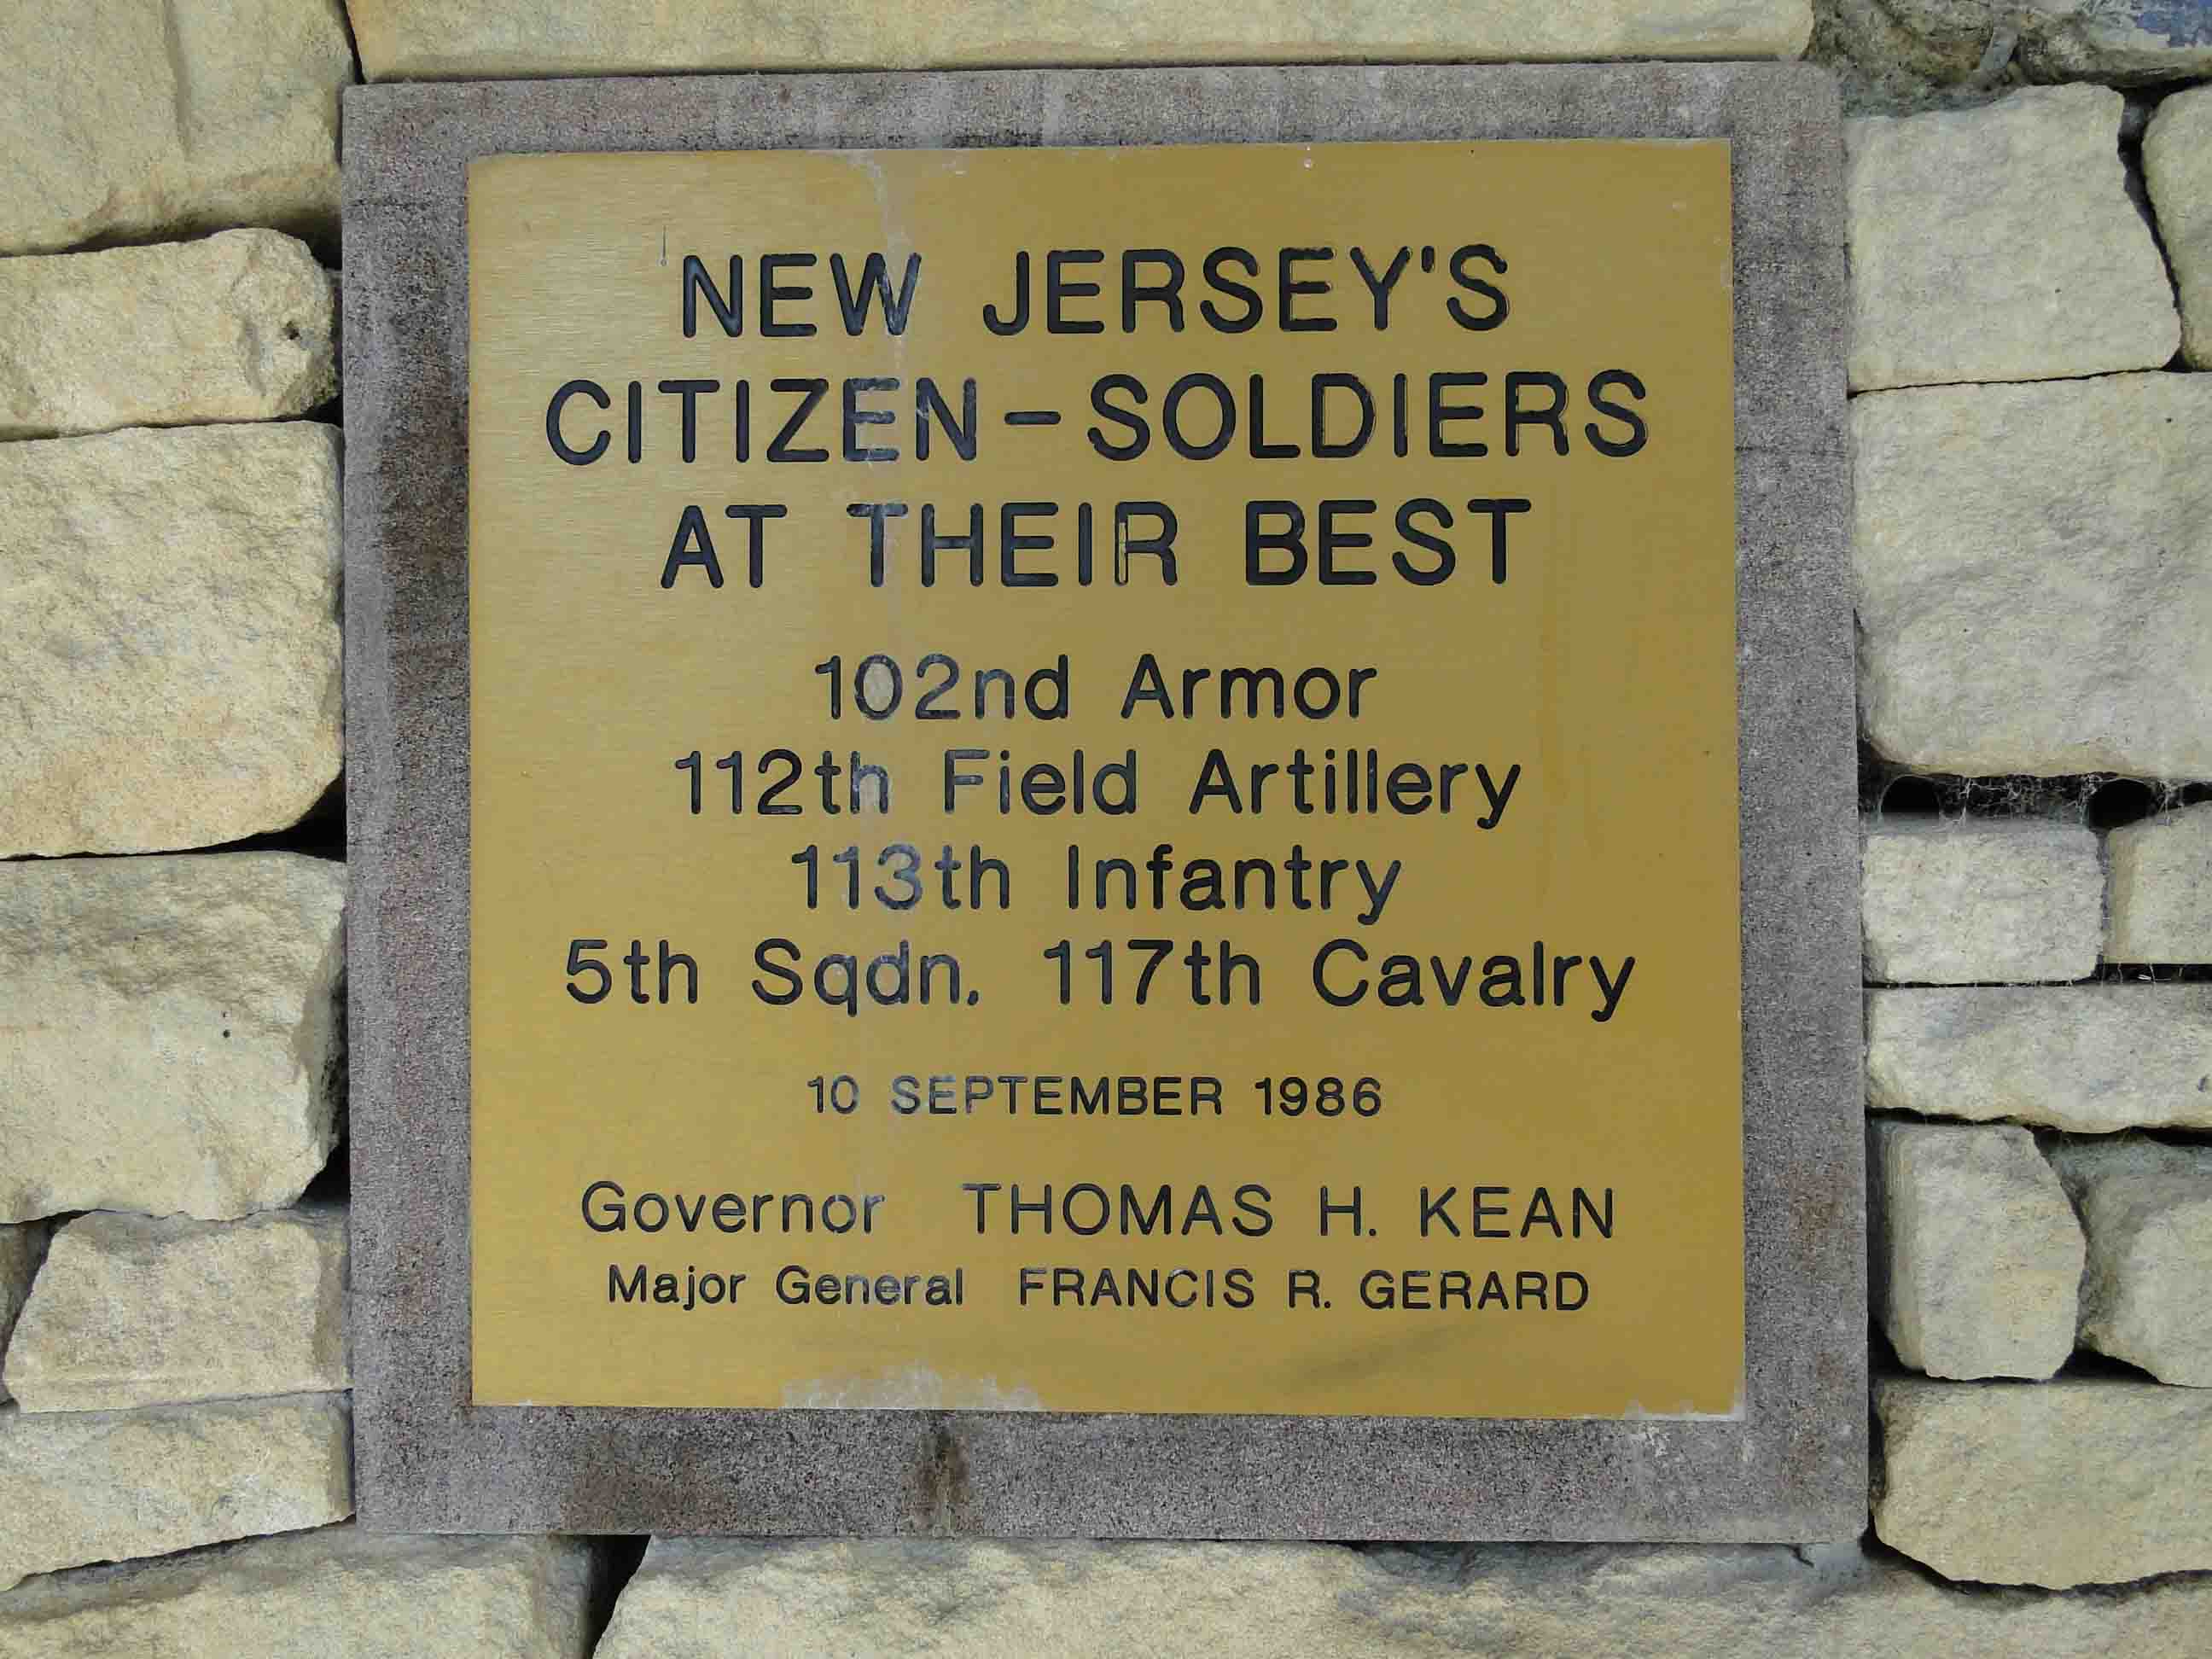 NEW JERSEY'S
CITIZEN-SOLDIERS
AT THEIR BEST
102nd Armor
112th Field Artillery
113th Infantry
5th Sqdn. 117th Cavalry
10 SEPTEMBER 1986
Governor THOMAS H. KEAN
Major General FRANCIS R. GERARD